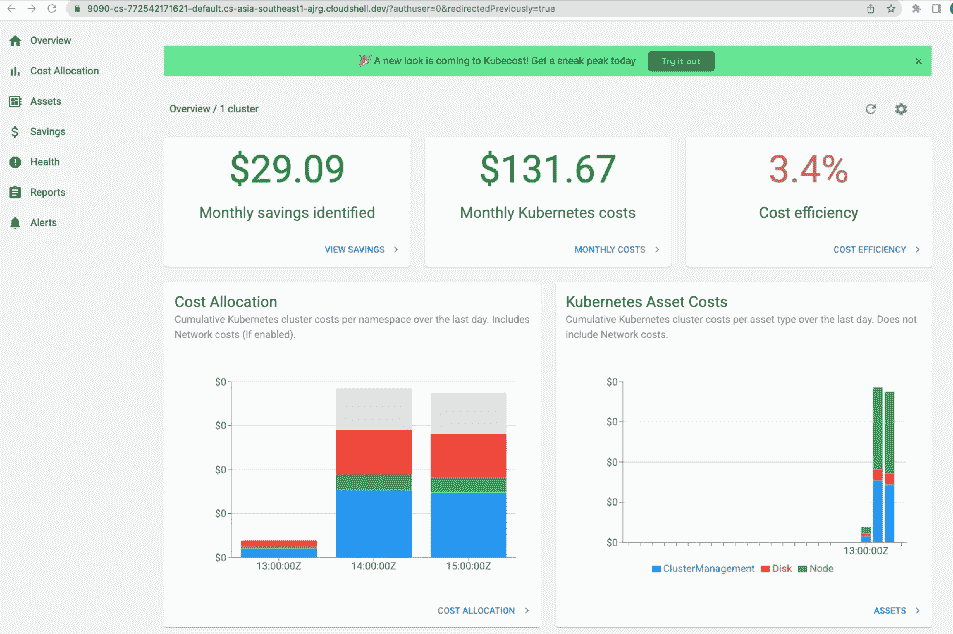 9090-cs-772542171621-default.cs-asia-southeast1-ajrg.cloudshell.dev/?authuser=0&redirectedPreviously=true
Overview
Cost Allocation
Assets
Savings
Health
Reports
Alerts
A new look is coming to Kubecost! Get a sneak peak today
Try it out
Overview / 1 cluster
$29.09
Monthly savings identified
VIEW SAVINGS
$131.67
Monthly Kubernetes costs
MONTHLY COSTS
3.4%
Cost efficiency
COST EFFICIENCY
Cost Allocation
Cumulative Kubernetes cluster costs per namespace over the last day. Includes
Network costs (if enabled).
$0
$0
$0
$0
$0
13:00:00Z
14:00:00Z
15:00:00Z
COST ALLOCATION
Kubernetes Asset Costs
Cumulative Kubernetes cluster costs per asset type over the last day. Does not
include Network costs.
$0
$0
$0
$0
$0
13:00:00Z
ClusterManagement Disk Node
ASSETS